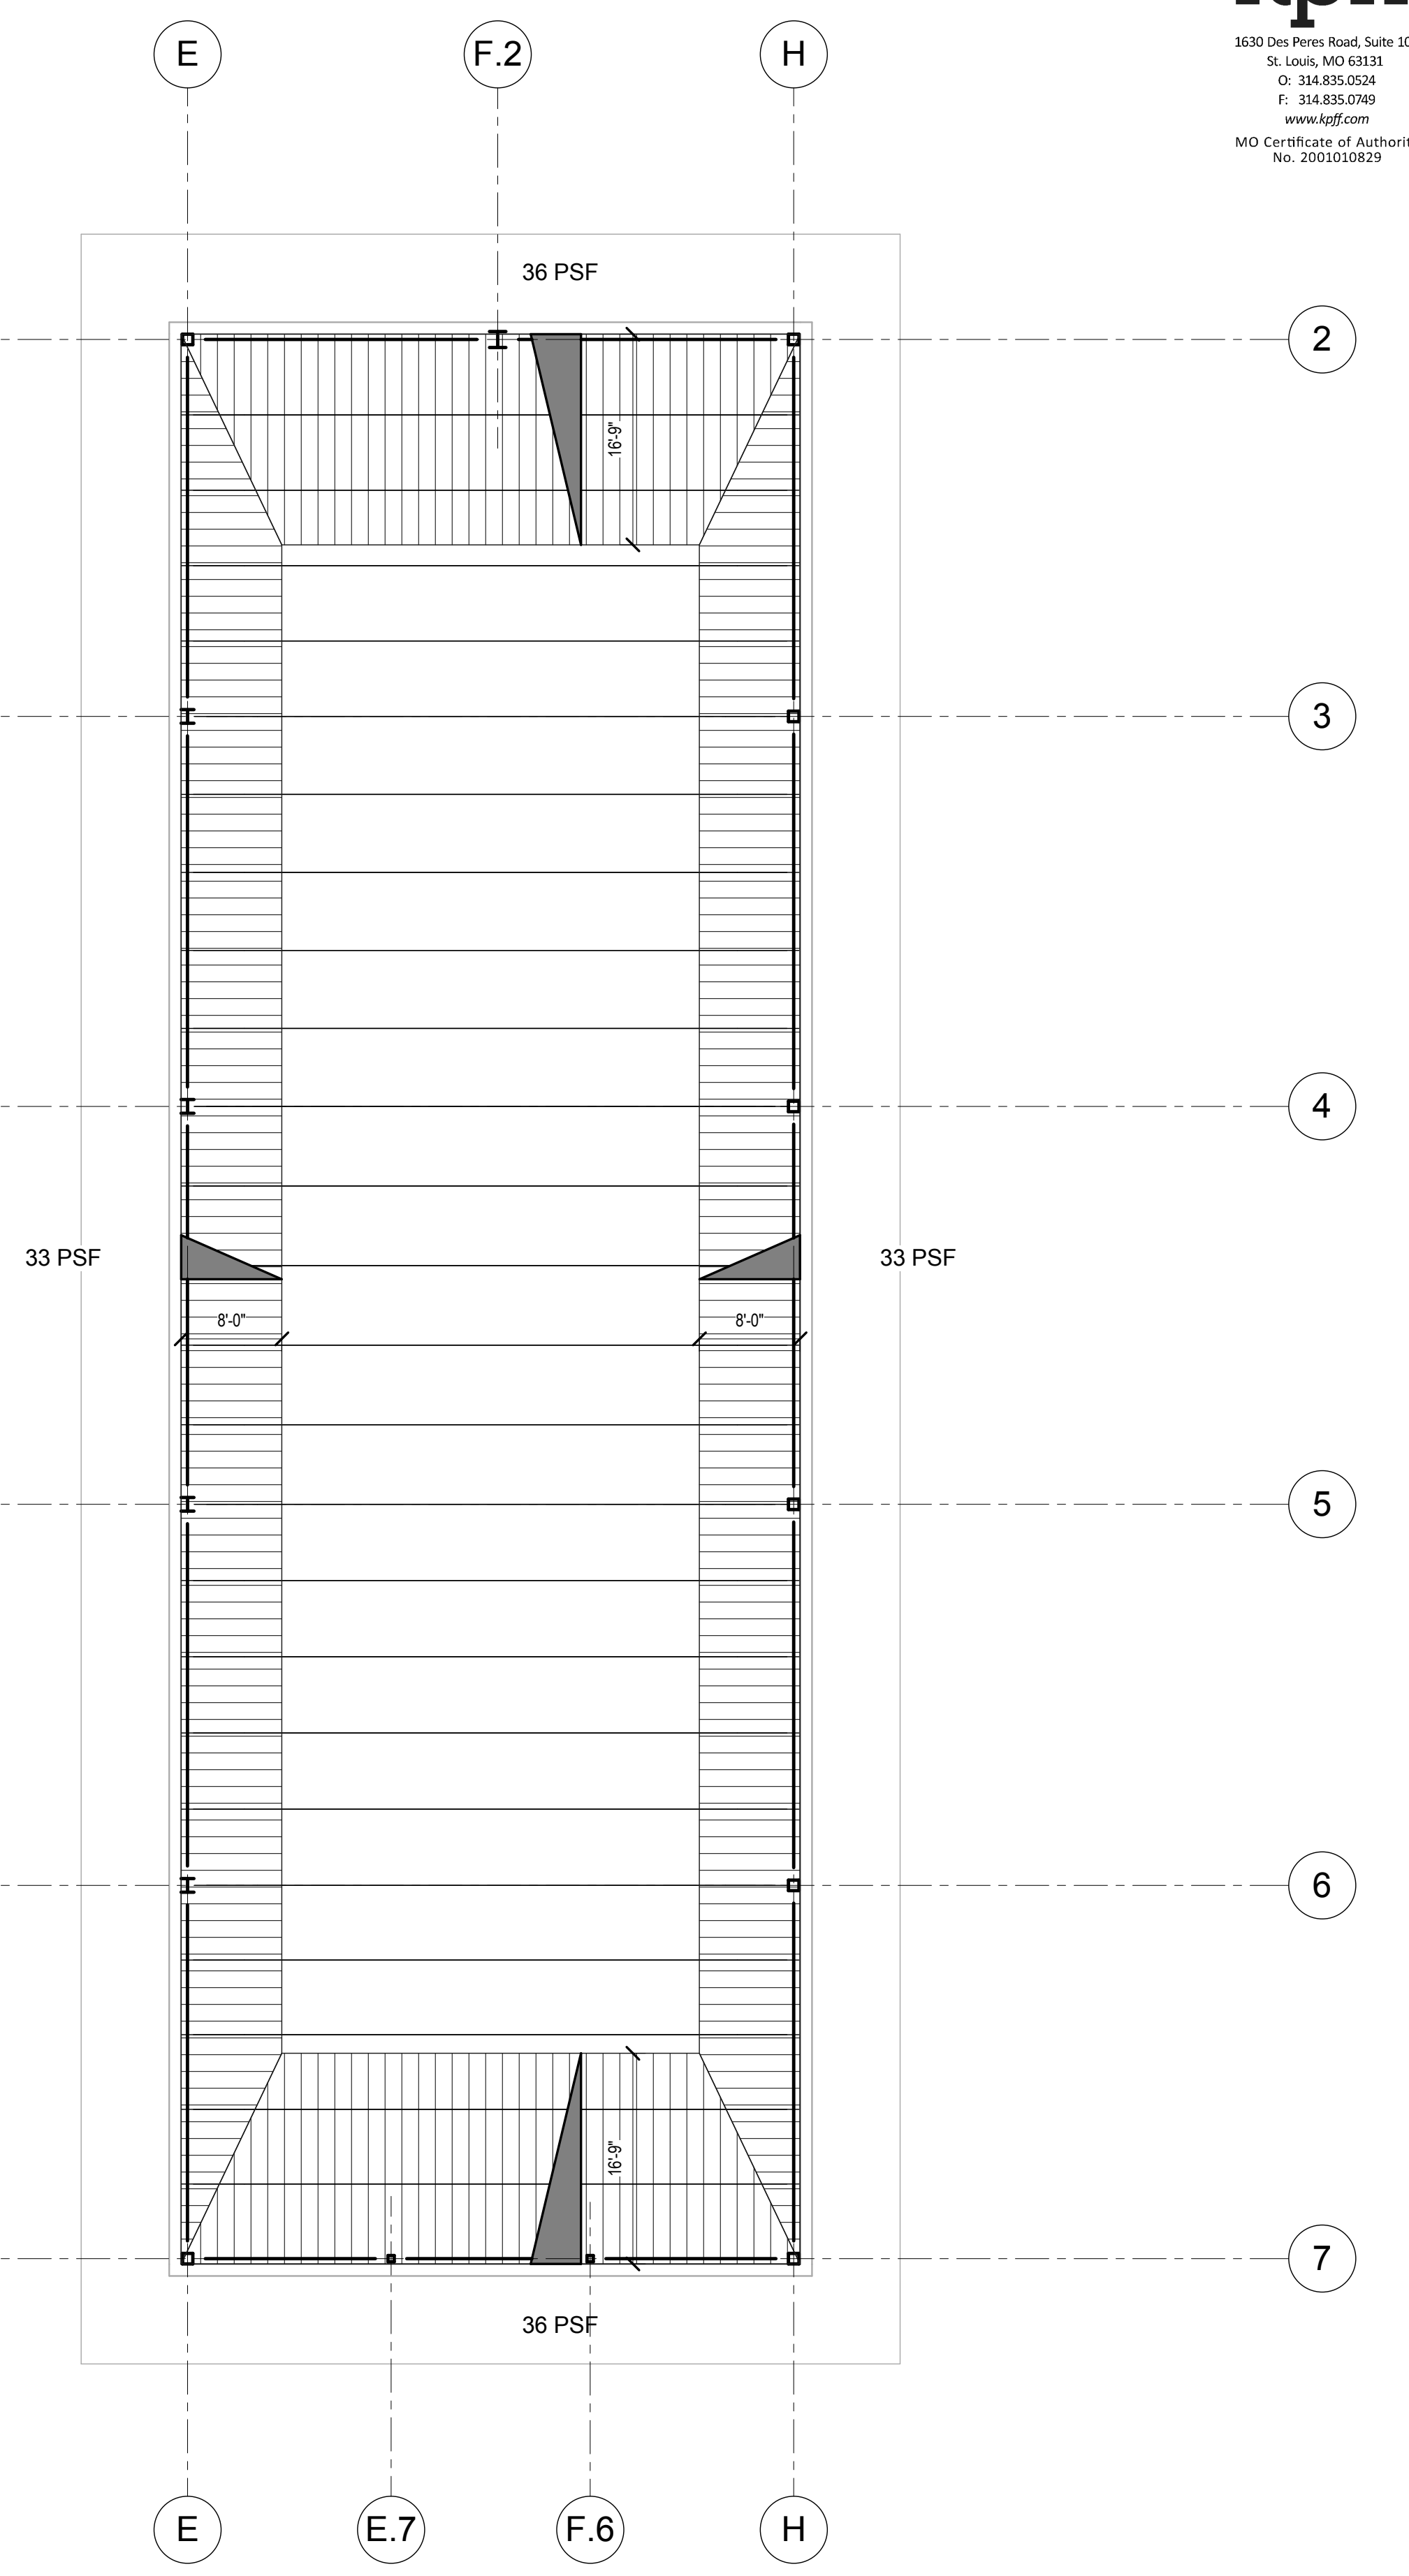 E
F.2
H
1630 Des Peres Road, Suite 10
St. Louis, MO 63131
O: 314.835.0524
F: 314.835.0749
www.kpff.com
MO Certificate of Authorit
No. 2001010829
36 PSF
2
16'-9"
3
4
33 PSF
33 PSF
8'-0"
8'-0"
5
6
16'-9"
7
36 PSF
E
E.7
F.6
H